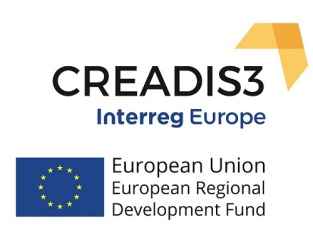 CREADIS3
Interreg Europe
European Union
European Regional
Development Fund